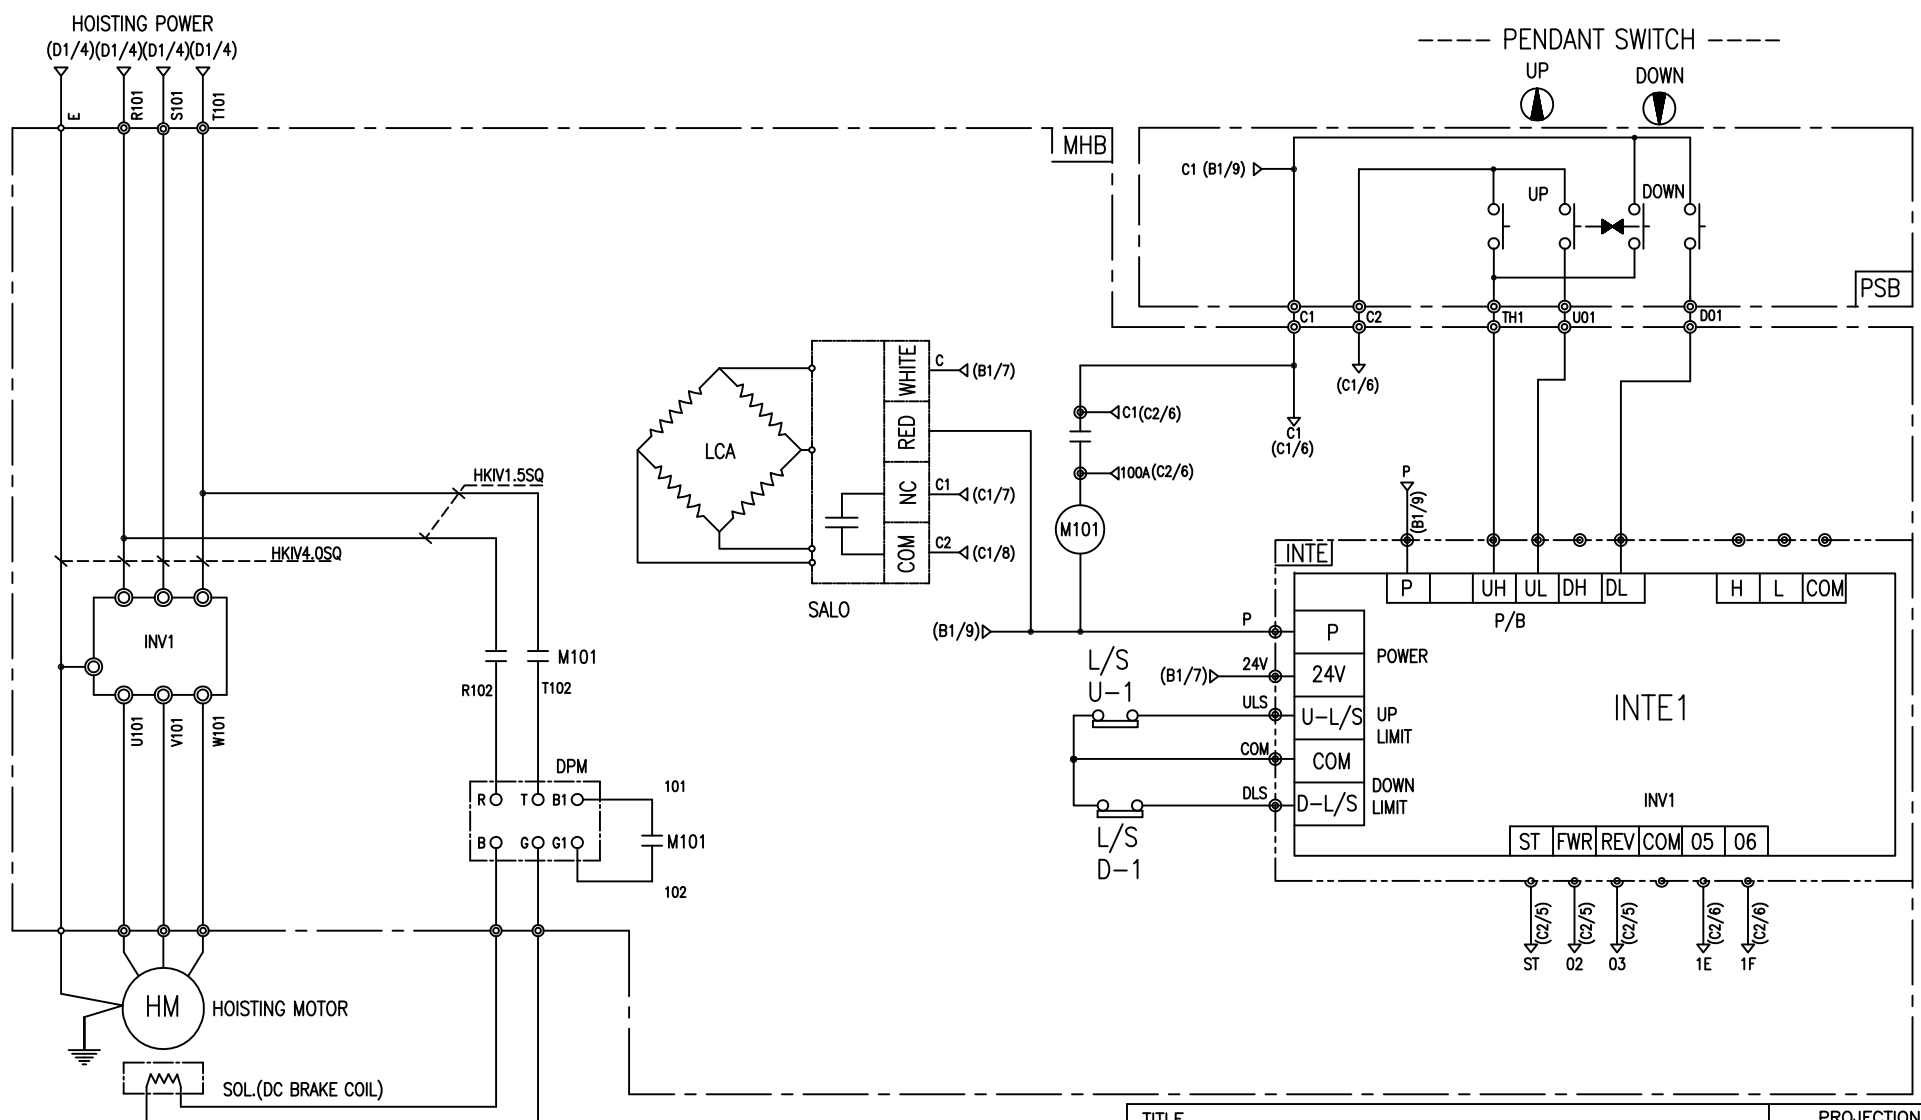 HOISTING POWER
(D1/4)(D1/4)(D1/4)(D1/4)
E
R101
S101
T101
MHB
---- PENDANT SWITCH ----
UP
DOWN
C1 (B1/9)
UP
DOWN
PSB
C1
C2
TH1
U01
D01
(C1/6)
C1
(C1/6)
WHITE
RED
NC
COM
C
(B1/7)
C1
(C1/7)
C2
(C1/8)
LCA
SALO
C1(C2/6)
100A(C2/6)
M101
HKIV1.5SQ
HKIV4.0SQ
INV1
U101
V101
W101
M101
R102
T102
DPM
R
T
B1
B
G
G1
101
M101
102
P
(B1/9)
INTE
P
UH
UL
DH
DL
H
L
COM
P/B
(B1/9)
P
P
POWER
(B1/7)
24V
24V
L/S
U-1
ULS
U-L/S
UP
LIMIT
COM
COM
DLS
D-L/S
DOWN
LIMIT
L/S
D-1
INTE1
INV1
ST
FWR
REV
COM
05
06
(C2/5)
(C2/5)
(C2/5)
(C2/6)
(C2/6)
ST
02
03
1E
1F
HM
HOISTING MOTOR
SOL.(DC BRAKE COIL)
TITLE
PROJECTION